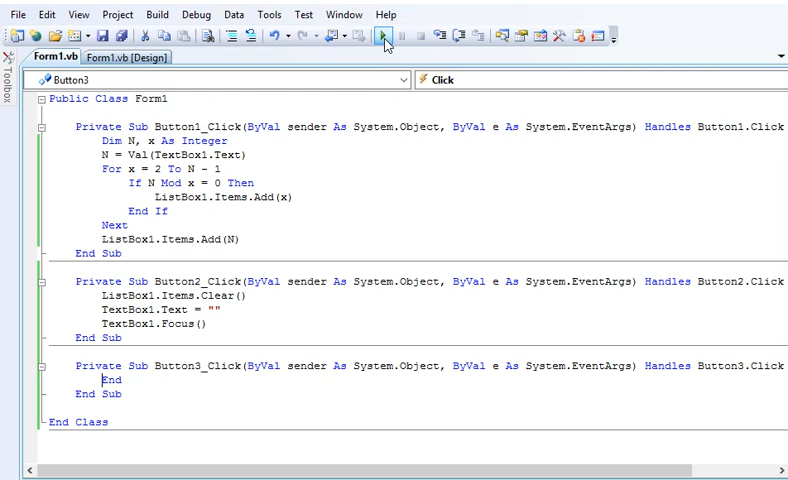 File Edit View Project Build Debug Data Tools Test Window Help
Form1.vb Form1.vb [Design]
Toolbox
Button3 Click
Public Class Form1
Private Sub Button1_Click(ByVal sender As System.Object, ByVal e As System.EventArgs) Handles Button1.Click
Dim N, x As Integer
N = Val(TextBox1.Text)
For x = 2 To N - 1
If N Mod x = 0 Then
ListBox1.Items.Add(x)
End If
Next
ListBox1.Items.Add(N)
End Sub
Private Sub Button2_Click(ByVal sender As System.Object, ByVal e As System.EventArgs) Handles Button2.Click
ListBox1.Items.Clear()
TextBox1.Text = ""
TextBox1.Focus()
End Sub
Private Sub Button3_Click(ByVal sender As System.Object, ByVal e As System.EventArgs) Handles Button3.Click
End
End Sub
End Class